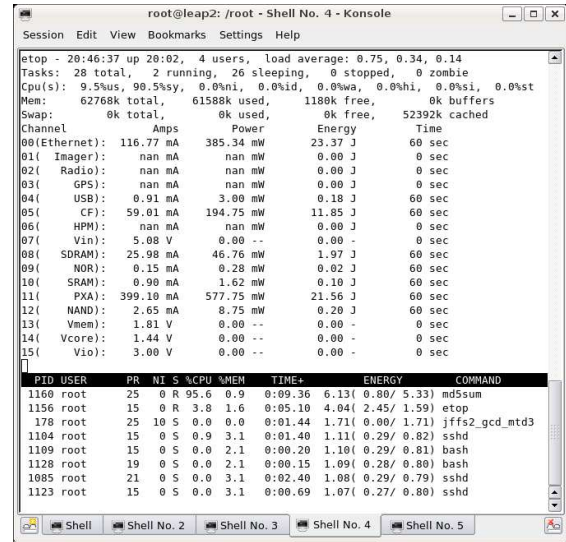 root@leap2: /root - Shell No. 4 - Konsole
Session Edit View Bookmarks Settings Help
etop - 20:46:37 up 20:02, 4 users, load average: 0.75, 0.34, 0.14
Tasks: 28 total, 2 running, 26 sleeping, 0 stopped, 0 zombie
Cpu(s): 9.5%us, 90.5%sy, 0.0%ni, 0.0%id, 0.0%wa, 0.0%hi, 0.0%si, 0.0%st
Mem: 62768k total, 61588k used, 1180k free, 0k buffers
Swap: 0k total, 0k used, 0k free, 52392k cached
Channel Amps Power Energy Time
00(Ethernet): 116.77 mA 385.34 mW 23.37 J 60 sec
01( Imager): nan mA nan mW 0.00 J 0 sec
02( Radio): nan mA nan mW 0.00 J 0 sec
03( GPS): nan mA nan mW 0.00 J 0 sec
04( USB): 0.91 mA 3.00 mW 0.18 J 60 sec
05( CF): 59.01 mA 194.75 mW 11.85 J 60 sec
06( HPM): nan mA nan mW 0.00 J 0 sec
07( Vin): 5.08 V 0.00 -- 0.00 - 0 sec
08( SDRAM): 25.98 mA 46.76 mW 1.97 J 60 sec
09( NOR): 0.15 mA 0.28 mW 0.02 J 60 sec
10( SRAM): 0.90 mA 1.62 mW 0.10 J 60 sec
11( PXA): 399.10 mA 577.75 mW 21.56 J 60 sec
12( NAND): 2.65 mA 8.75 mW 0.20 J 60 sec
13( Vmem): 1.81 V 0.00 -- 0.00 - 0 sec
14( Vcore): 1.44 V 0.00 -- 0.00 - 0 sec
15( Vio): 3.00 V 0.00 -- 0.00 - 0 sec
PID USER PR NI S %CPU %MEM TIME+ ENERGY COMMAND
1160 root 25 0 R 95.6 0.9 0:09.36 6.13( 0.80/ 5.33) md5sum
1156 root 15 0 R 3.8 1.6 0:05.10 4.04( 2.45/ 1.59) etop
178 root 25 10 S 0.0 0.0 0:01.44 1.71( 0.00/ 1.71) jffs2_gcd_mtd3
1104 root 15 0 S 0.9 3.1 0:01.40 1.11( 0.29/ 0.82) sshd
1109 root 15 0 S 0.0 2.1 0:00.20 1.10( 0.29/ 0.81) bash
1128 root 19 0 S 0.0 2.1 0:00.15 1.09( 0.28/ 0.80) bash
1085 root 21 0 S 0.0 3.1 0:02.40 1.08( 0.29/ 0.79) sshd
1123 root 15 0 S 0.0 3.1 0:00.69 1.07( 0.27/ 0.80) sshd
Shell Shell No. 2 Shell No. 3 Shell No. 4 Shell No. 5